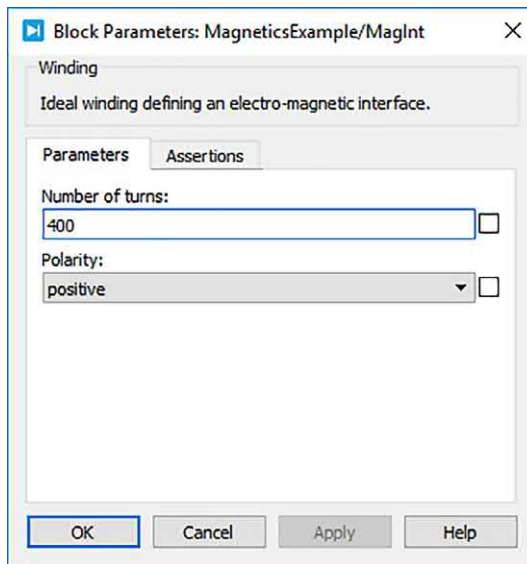 Block Parameters: MagneticsExample/MagInt
Winding
Ideal winding defining an electro-magnetic interface.
Parameters Assertions
Number of turns:
400
Polarity:
positive
OK Cancel Apply Help